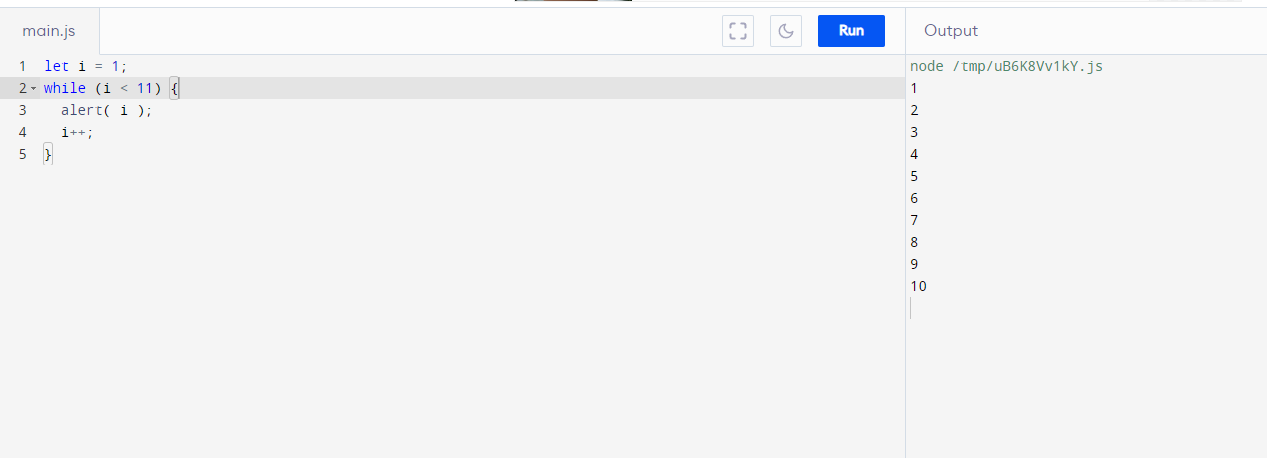 main.js
Run
Output
1 let i = 1;
2 while (i < 11) {
3   alert( i );
4   i++;
5 }
node /tmp/uB6K8Vv1kY.js
1
2
3
4
5
6
7
8
9
10